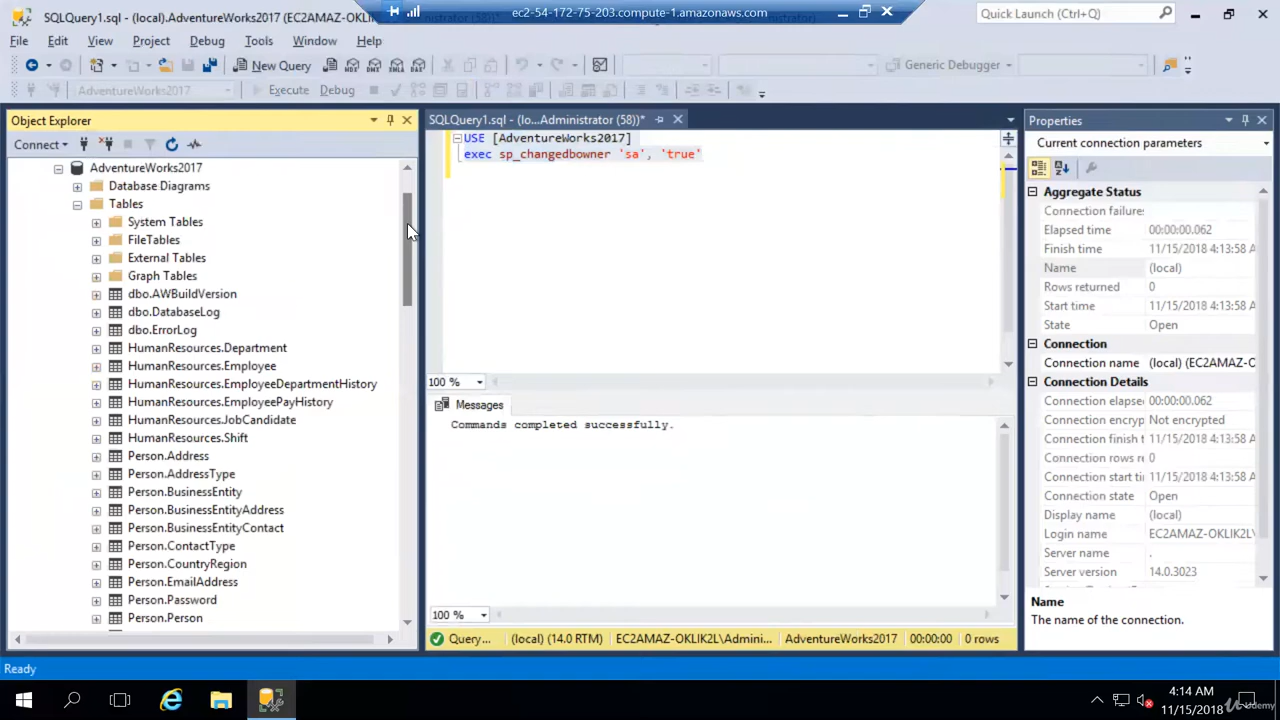 SQLQuery1.sql - (local).AdventureWorks2017 (EC2AMAZ-OKLIK2L\
ec2-54-172-75-203.compute-1.amazonaws.com
Quick Launch (Ctrl+Q)
File Edit View Project Debug Tools Window Help
New Query
Generic Debugger
AdventureWorks2017
Execute Debug
Object Explorer
Connect
AdventureWorks2017
Database Diagrams
Tables
System Tables
FileTables
External Tables
Graph Tables
dbo.AWBuildVersion
dbo.DatabaseLog
dbo.ErrorLog
HumanResources.Department
HumanResources.Employee
HumanResources.EmployeeDepartmentHistory
HumanResources.EmployeePayHistory
HumanResources.JobCandidate
HumanResources.Shift
Person.Address
Person.AddressType
Person.BusinessEntity
Person.BusinessEntityAddress
Person.BusinessEntityContact
Person.ContactType
Person.CountryRegion
Person.EmailAddress
Person.Password
Person.Person
SQLQuery1.sql - (lo...Administrator (58))*
USE [AdventureWorks2017]
exec sp_changedbowner 'sa', 'true'
100 %
Messages
Commands completed successfully.
100 %
Query... (local) (14.0 RTM) EC2AMAZ-OKLIK2L\Admini... AdventureWorks2017 00:00:00 0 rows
Properties
Current connection parameters
Aggregate Status
Connection failures
Elapsed time 00:00:00.062
Finish time 11/15/2018 4:13:58 A
Name (local)
Rows returned 0
Start time 11/15/2018 4:13:58 A
State Open
Connection
Connection name (local) (EC2AMAZ-O
Connection Details
Connection elapse 00:00:00.062
Connection encryp Not encrypted
Connection finish t 11/15/2018 4:13:58 A
Connection rows re 0
Connection start ti 11/15/2018 4:13:58 A
Connection state Open
Display name (local)
Login name EC2AMAZ-OKLIK2L\
Server name .
Server version 14.0.3023
Name
The name of the connection.
Ready
4:14 AM
11/15/2018
Udemy